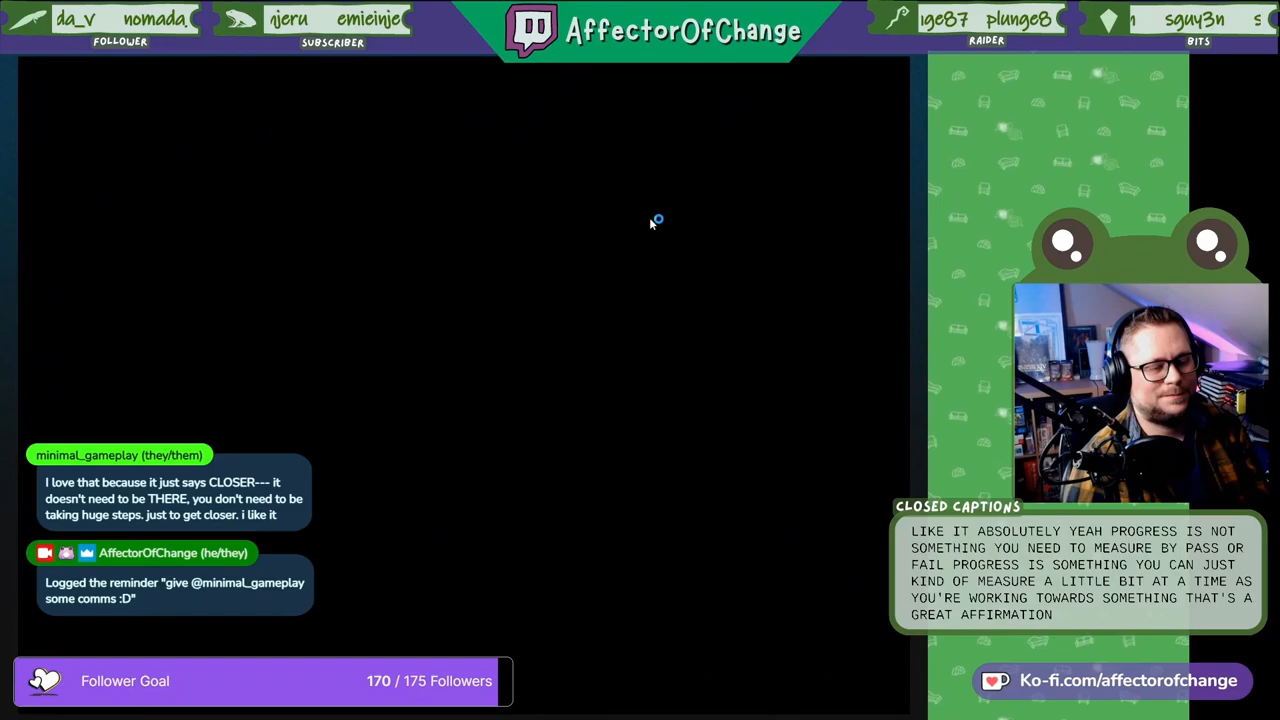 da_v nomada
FOLLOWER
njeru emieinje
SUBSCRIBER
AffectorOfChange
ige87 plunge8
RAIDER
sguy3n s
BITS
minimal_gameplay (they/them)
I love that because it just says CLOSER--- it
doesn't need to be THERE, you don't need to be
taking huge steps. just to get closer. i like it
AffectorOfChange (he/they)
Logged the reminder "give @minimal_gameplay
some comms :D"
CLOSED CAPTIONS
LIKE IT ABSOLUTELY YEAH PROGRESS IS NOT
SOMETHING YOU NEED TO MEASURE BY PASS OR
FAIL PROGRESS IS SOMETHING YOU CAN JUST
KIND OF MEASURE A LITTLE BIT AT A TIME AS
YOU'RE WORKING TOWARDS SOMETHING THAT'S A
GREAT AFFIRMATION
Follower Goal 170 / 175 Followers
Ko-fi.com/affectorofchange